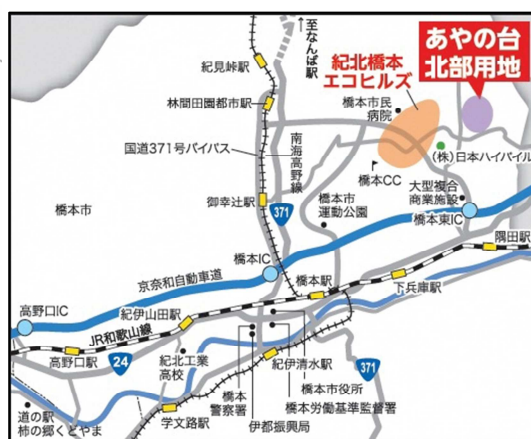 至なんば駅
あやの台
北部用地
紀北橋本
エコヒルズ
紀見峠駅
林間田園都市駅
橋本市民
病院
国道371号バイパス
南海高野線
(株)日本ハイパイル
橋本CC
大型複合
商業施設
御幸辻駅
371
橋本市
橋本市
運動公園
橋本東IC
隅田駅
橋本IC
京奈和自動車道
橋本駅
下兵庫駅
高野口IC
紀伊山田駅
JR和歌山線
高野口駅
24
紀北工業
高校
紀伊清水駅
371
橋本
警察署
橋本市役所
橋本労働基準監督署
伊都振興局
学文路駅
道の駅
柿の郷くどやま